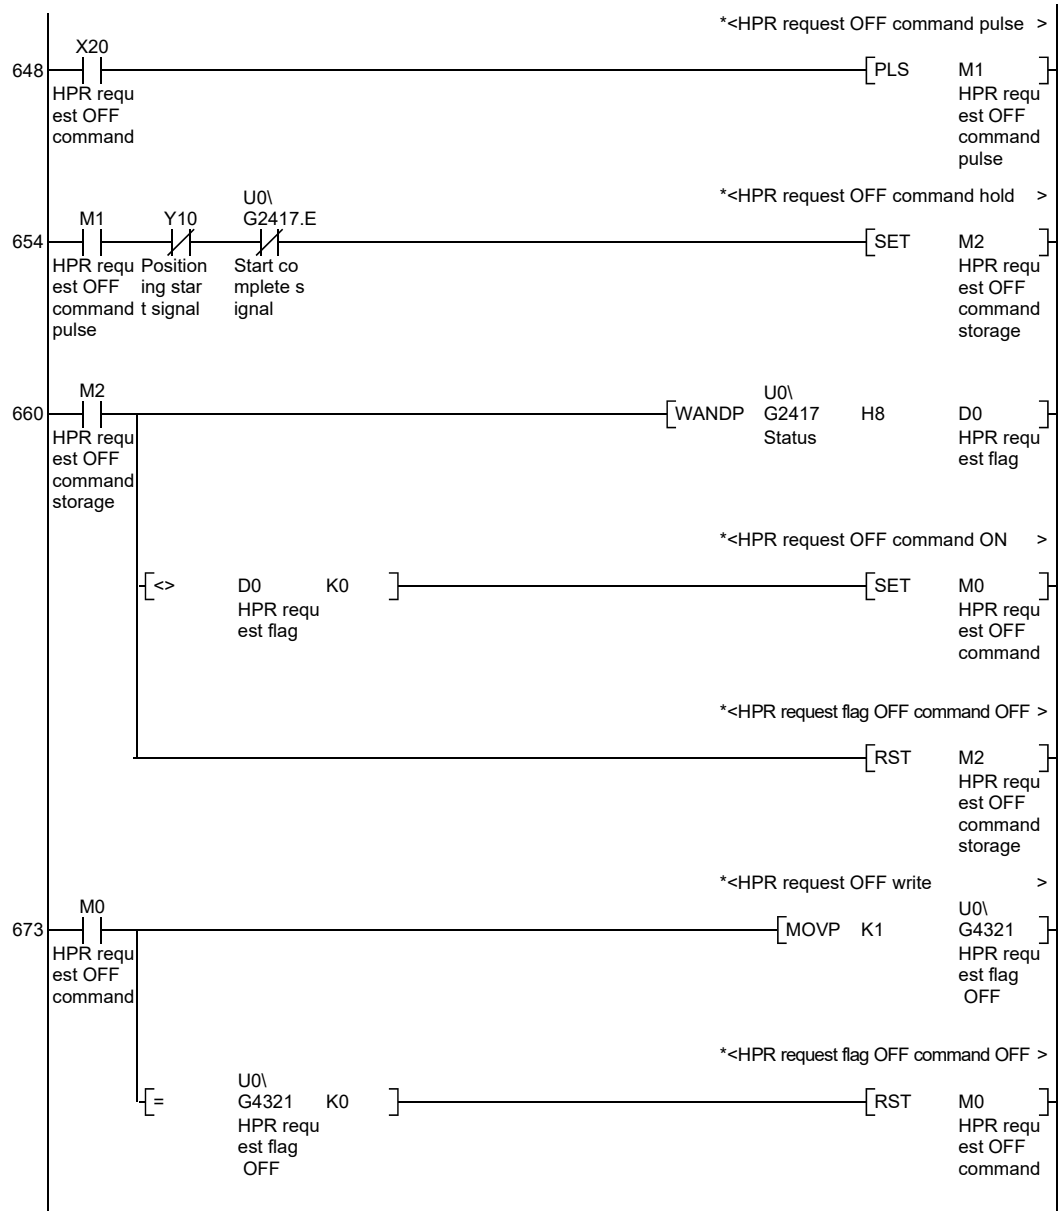 *<HPR request OFF command pulse >
X20
648 [PLS M1 ]
HPR requ HPR requ
est OFF est OFF
command command
pulse
*<HPR request OFF command hold >
U0\
M1 Y10 G2417.E
654 [SET M2 ]
HPR requ Position Start co HPR requ
est OFF ing star mplete s est OFF
command t signal ignal command
pulse storage
M2 U0\
660 [WANDP G2417 H8 D0 ]
HPR requ Status HPR requ
est OFF est flag
command
storage
*<HPR request OFF command ON >
[<> D0 K0 ] [SET M0 ]
HPR requ HPR requ
est flag est OFF
command
*<HPR request flag OFF command OFF >
[RST M2 ]
HPR requ
est OFF
command
storage
*<HPR request OFF write >
M0 U0\
673 [MOVP K1 G4321 ]
HPR requ HPR requ
est OFF est flag
command OFF
*<HPR request flag OFF command OFF >
U0\
[= G4321 K0 ] [RST M0 ]
HPR requ HPR requ
est flag est OFF
OFF command